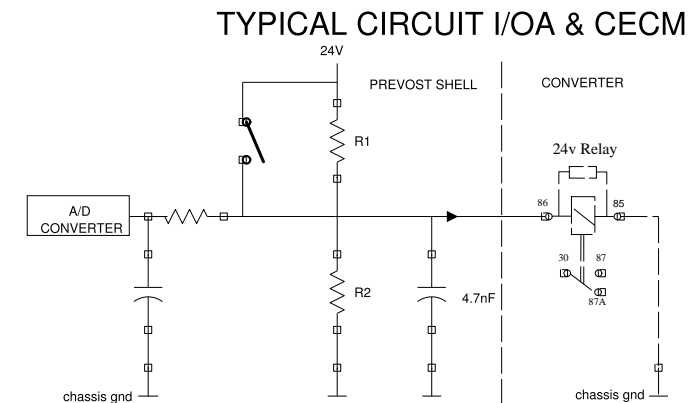 TYPICAL CIRCUIT I/OA & CECM
24V
PREVOST SHELL
CONVERTER
R1
24v Relay
A/D
CONVERTER
86
85
30
87
87A
R2
4.7nF
chassis gnd
chassis gnd